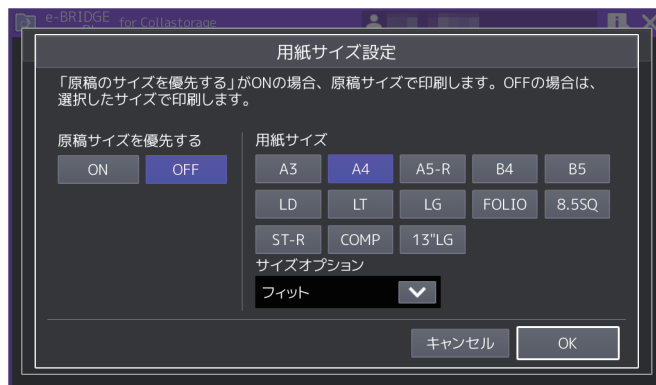 e-BRIDGE
for Collastorage
用紙サイズ設定
「原稿のサイズを優先する」がONの場合、原稿サイズで印刷します。OFFの場合は、
選択したサイズで印刷します。
原稿サイズを優先する
ON OFF
用紙サイズ
A3 A4 A5-R B4 B5
LD LT LG FOLIO 8.5SQ
ST-R COMP 13"LG
サイズオプション
フィット
キャンセル OK